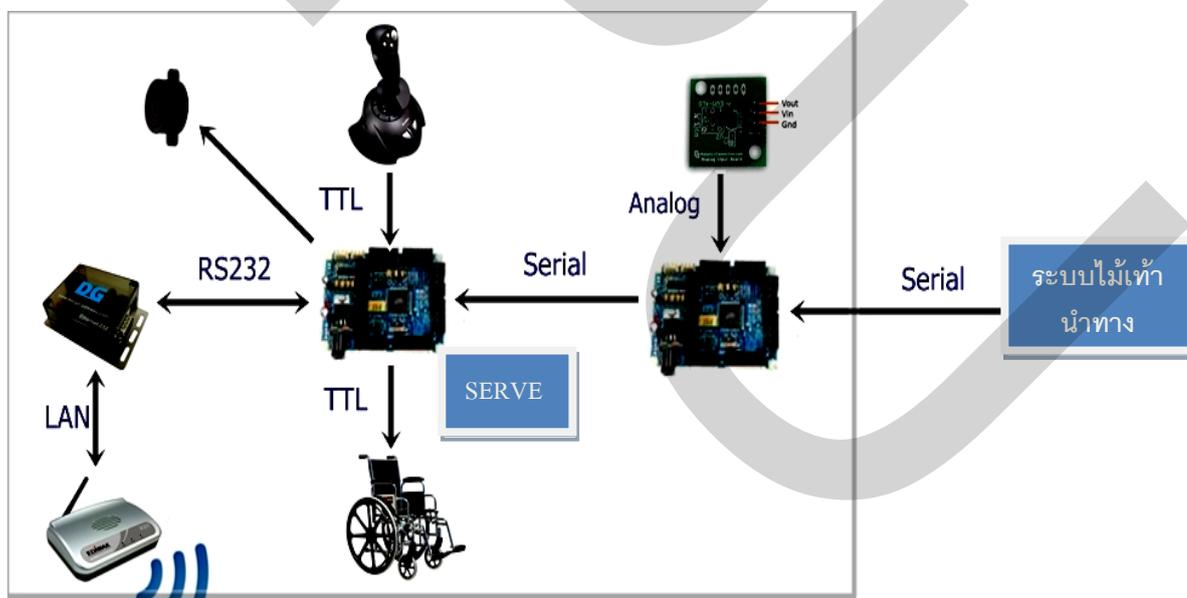 Vout
Vin
Gnd
TTL
Analog
RS232
Serial
Serial
ระบบไม้เท้า
นำทาง
SERVE
TTL
LAN
EDIMAX